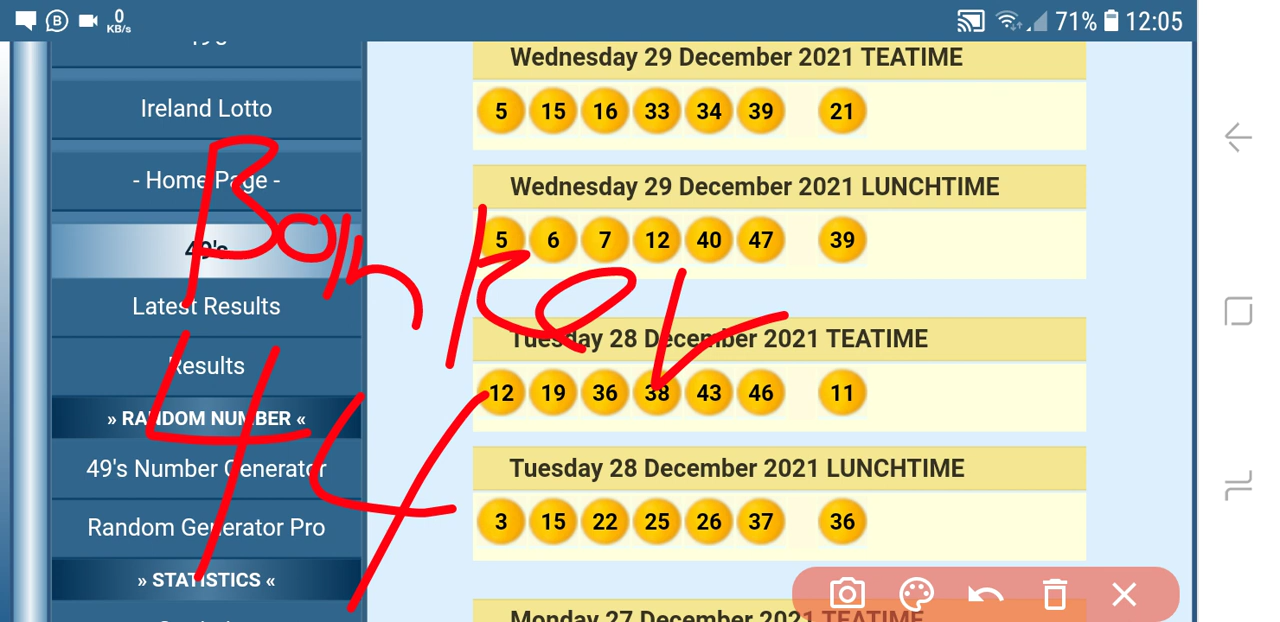 0
KB/s
71% 12:05
Ireland Lotto
- Home Page -
49's
Latest Results
Results
» RANDOM NUMBER «
49's Number Generator
Random Generator Pro
» STATISTICS «
Wednesday 29 December 2021 TEATIME
5 15 16 33 34 39 21
Wednesday 29 December 2021 LUNCHTIME
5 6 7 12 40 47 39
Tuesday 28 December 2021 TEATIME
12 19 36 38 43 46 11
Tuesday 28 December 2021 LUNCHTIME
3 15 22 25 26 37 36
Monday 27 December 2021 TEATIME
Banker
44